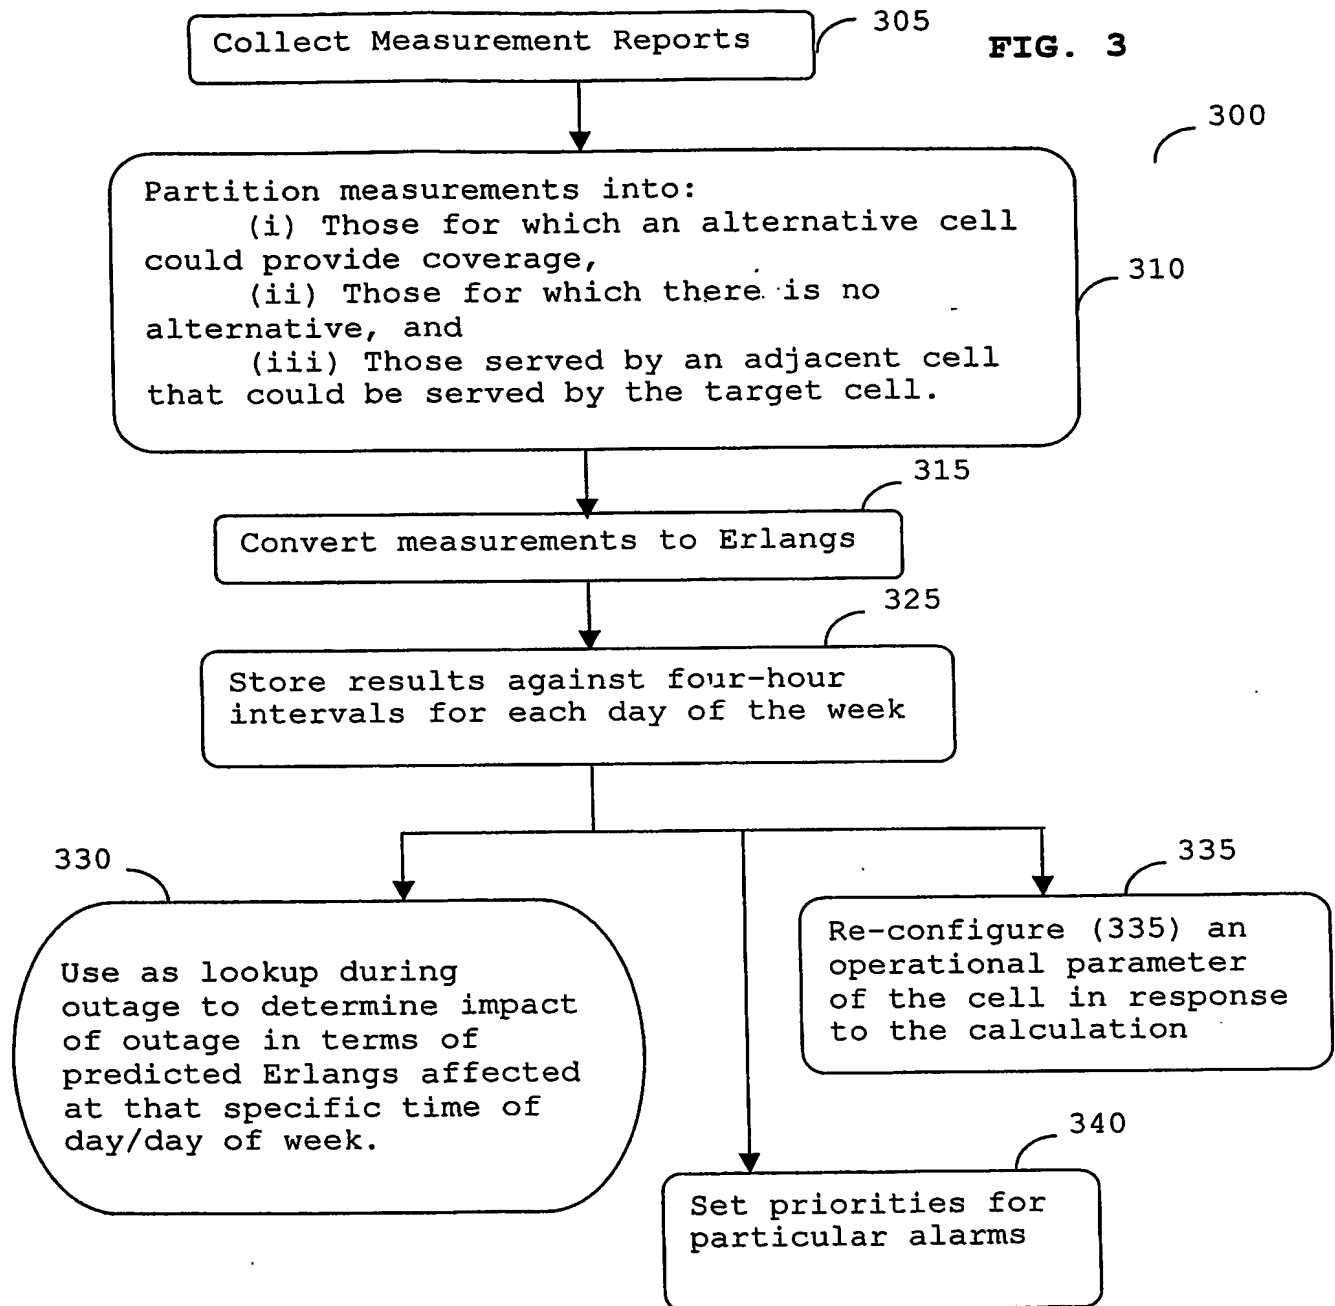 Collect Measurement Reports
305
FIG. 3
300
Partition measurements into:
(i) Those for which an alternative cell
could provide coverage,
(ii) Those for which there is no
alternative, and
(iii) Those served by an adjacent cell
that could be served by the target cell.
310
315
Convert measurements to Erlangs
325
Store results against four-hour
intervals for each day of the week
330
Use as lookup during
outage to determine impact
of outage in terms of
predicted Erlangs affected
at that specific time of
day/day of week.
335
Re-configure (335) an
operational parameter
of the cell in response
to the calculation
340
Set priorities for
particular alarms